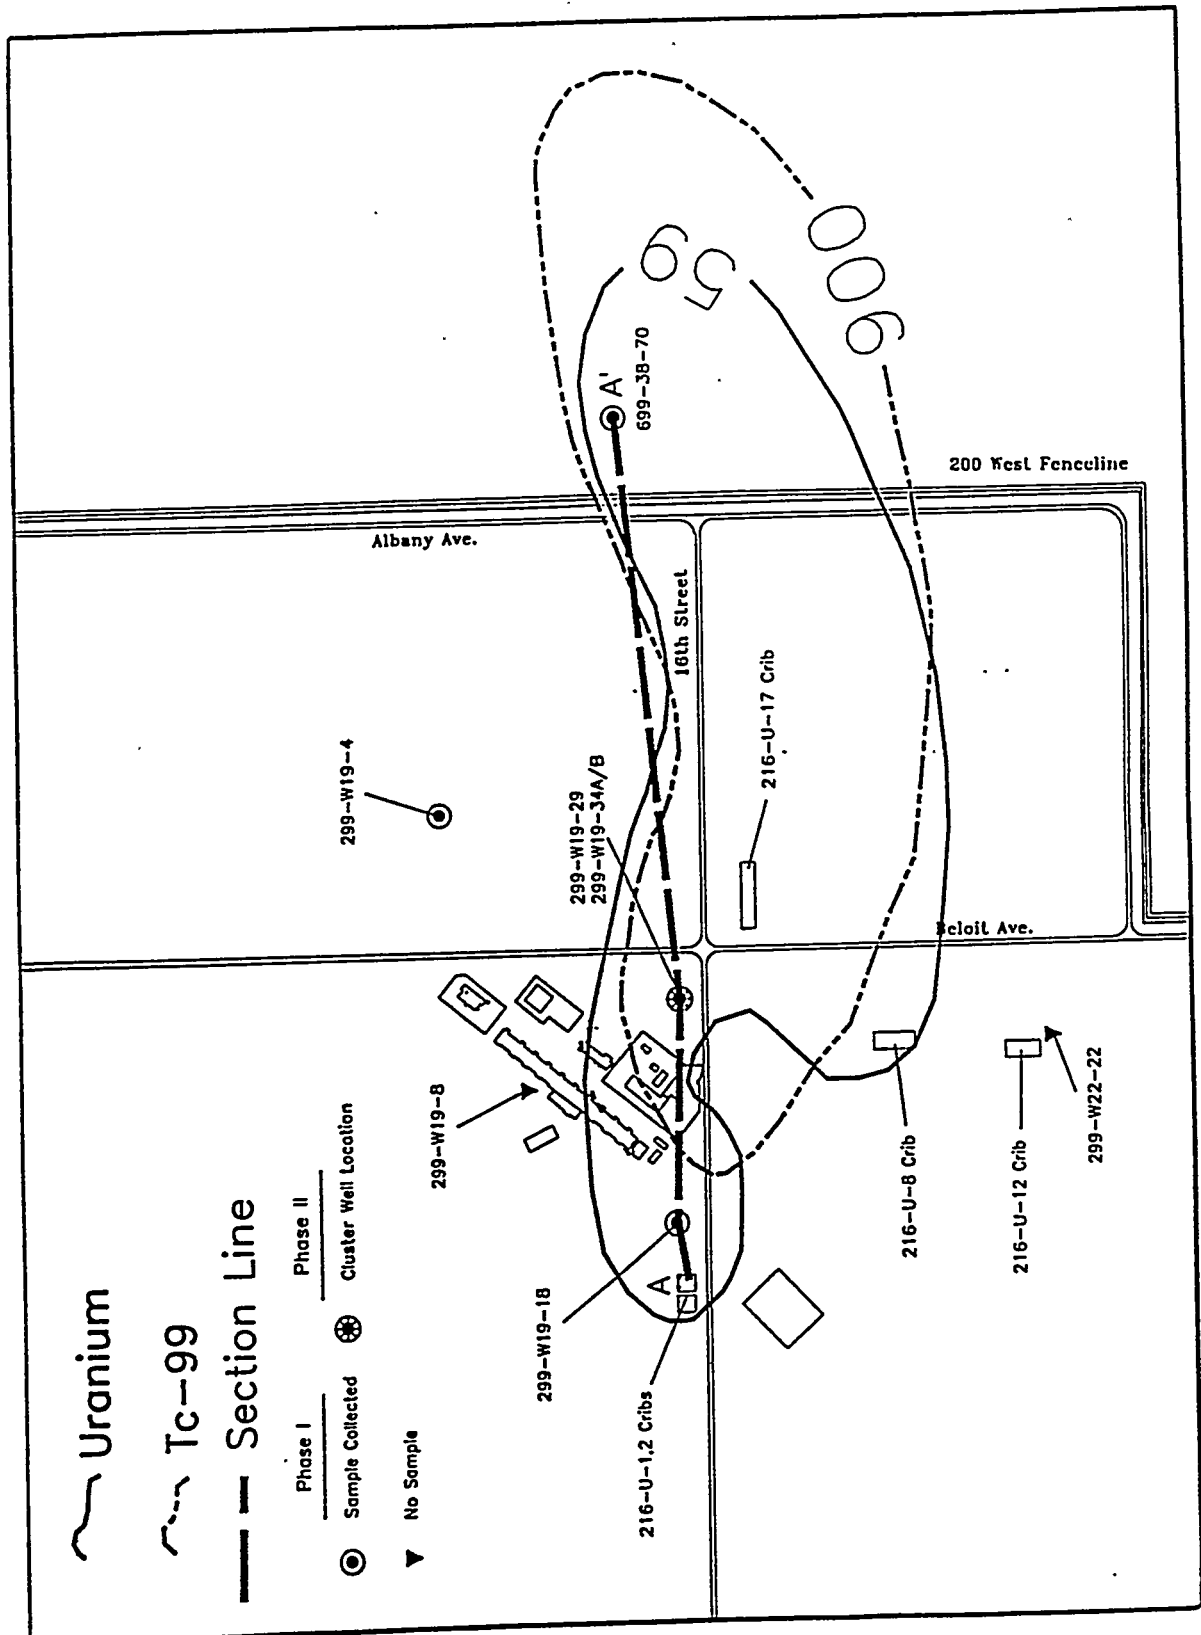 Uranium
Tc-99
Section Line
Phase I
Phase II
Sample Collected
Cluster Well Location
No Sample
299-W19-4
299-W19-8
299-W19-29
299-W19-34A/B
299-W19-18
216-U-1,2 Cribs
A
A'
699-38-70
Albany Ave.
16th Street
200 West Fenceline
216-U-17 Crib
Beloit Ave.
216-U-8 Crib
216-U-12 Crib
299-W22-22
59
900